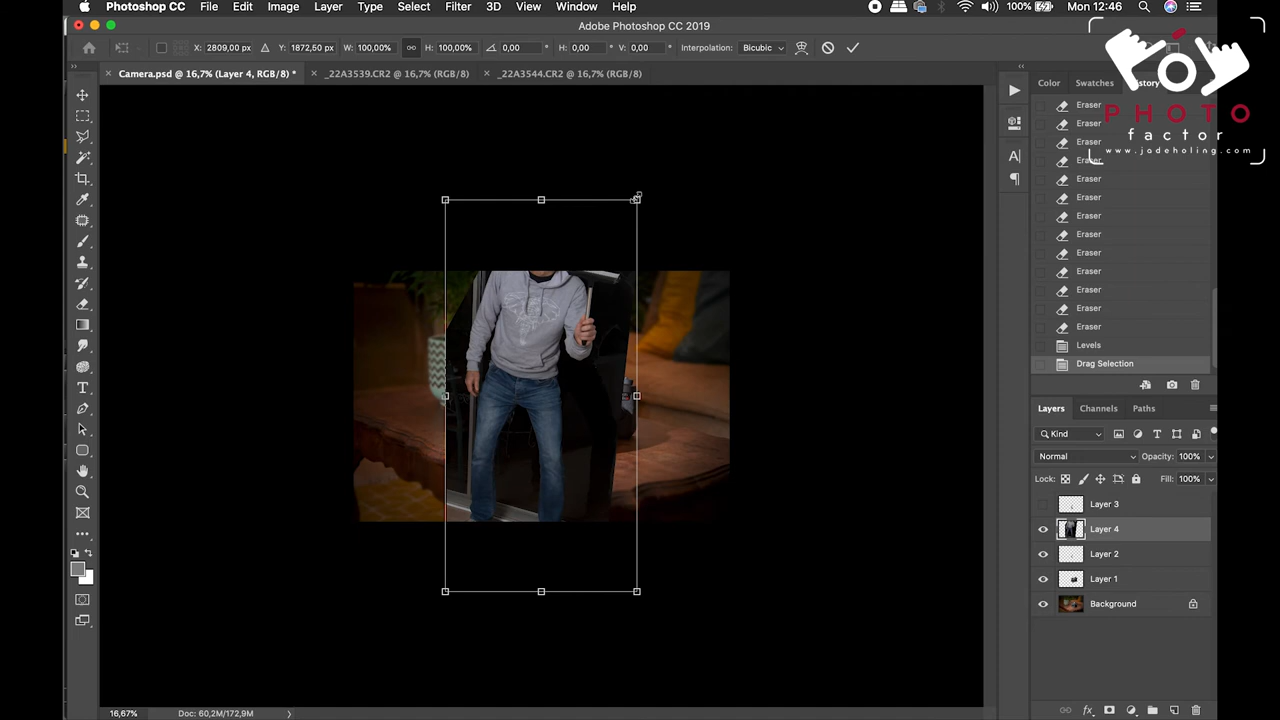 Photoshop CC File Edit Image Layer Type Select Filter 3D View Window Help 100% Mon 12:46
Adobe Photoshop CC 2019
X: 2809,00 px Y: 1872,50 px W: 100,00% H: 100,00% 0,00 ° H: 0,00 ° V: 0,00 ° Interpolation: Bicubic
Camera.psd @ 16,7% (Layer 4, RGB/8) * _22A3539.CR2 @ 16,7% (RGB/8) _22A3544.CR2 @ 16,7% (RGB/8)
Color Swatches
PHOTO
factor
www.jadeholing.com
Eraser
Eraser
Eraser
Eraser
Eraser
Eraser
Eraser
Eraser
Eraser
Eraser
Eraser
Eraser
Eraser
Levels
Drag Selection
Layers Channels Paths
Kind
Normal Opacity: 100%
Lock: Fill: 100%
Layer 3
Layer 4
Layer 2
Layer 1
Background
16,67% Doc: 60,2M/172,9M